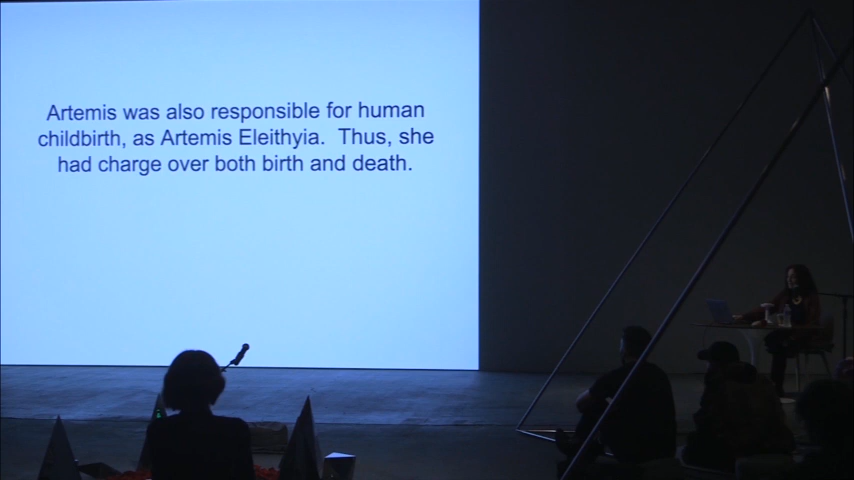 Artemis was also responsible for human
childbirth, as Artemis Eleithyia.  Thus, she
had charge over both birth and death.